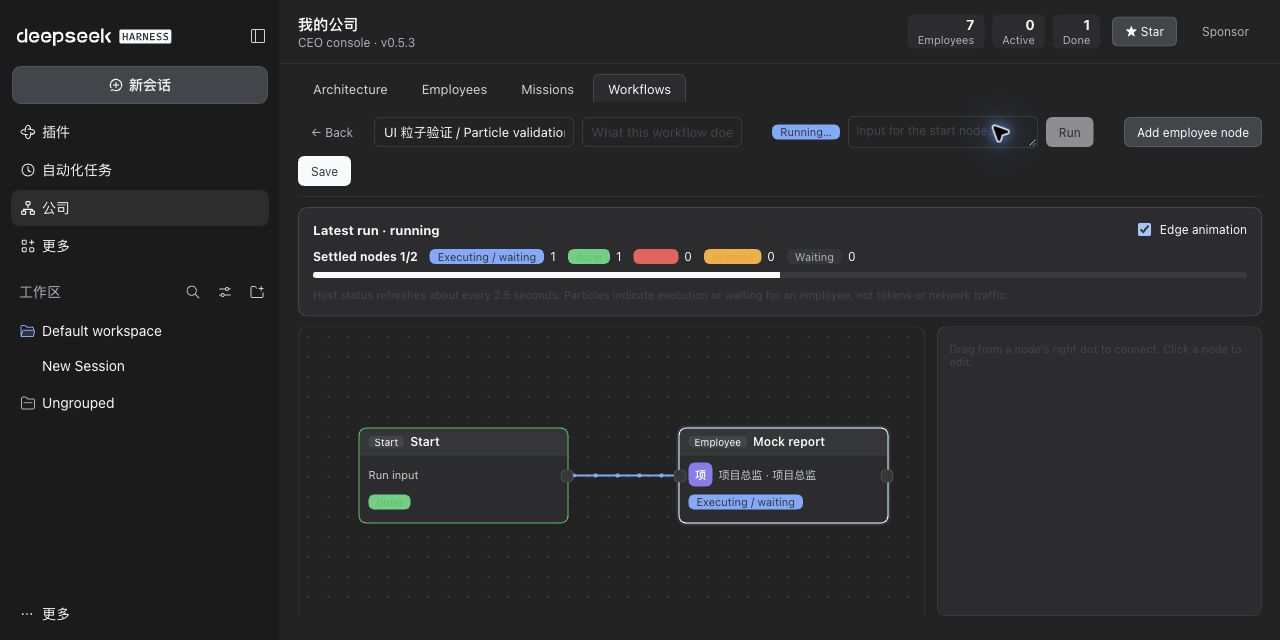 deepseek HARNESS
新会话
插件
自动化任务
公司
更多
工作区
Default workspace
New Session
Ungrouped
更多
我的公司
CEO console · v0.5.3
7 Employees
0 Active
1 Done
★ Star
Sponsor
Architecture
Employees
Missions
Workflows
← Back
UI 粒子验证 / Particle validatio
What this workflow doe
Running...
Input for the start node
Run
Add employee node
Save
Latest run · running
Edge animation
Settled nodes 1/2
Executing / waiting 1
done 1
0
skipped 0
Waiting 0
Host status refreshes about every 2.5 seconds. Particles indicate execution or waiting for an employee, not tokens or network traffic.
Start Start
Run input
done
Employee Mock report
项 项目总监 · 项目总监
Executing / waiting
Drag from a node's right dot to connect. Click a node to
edit.